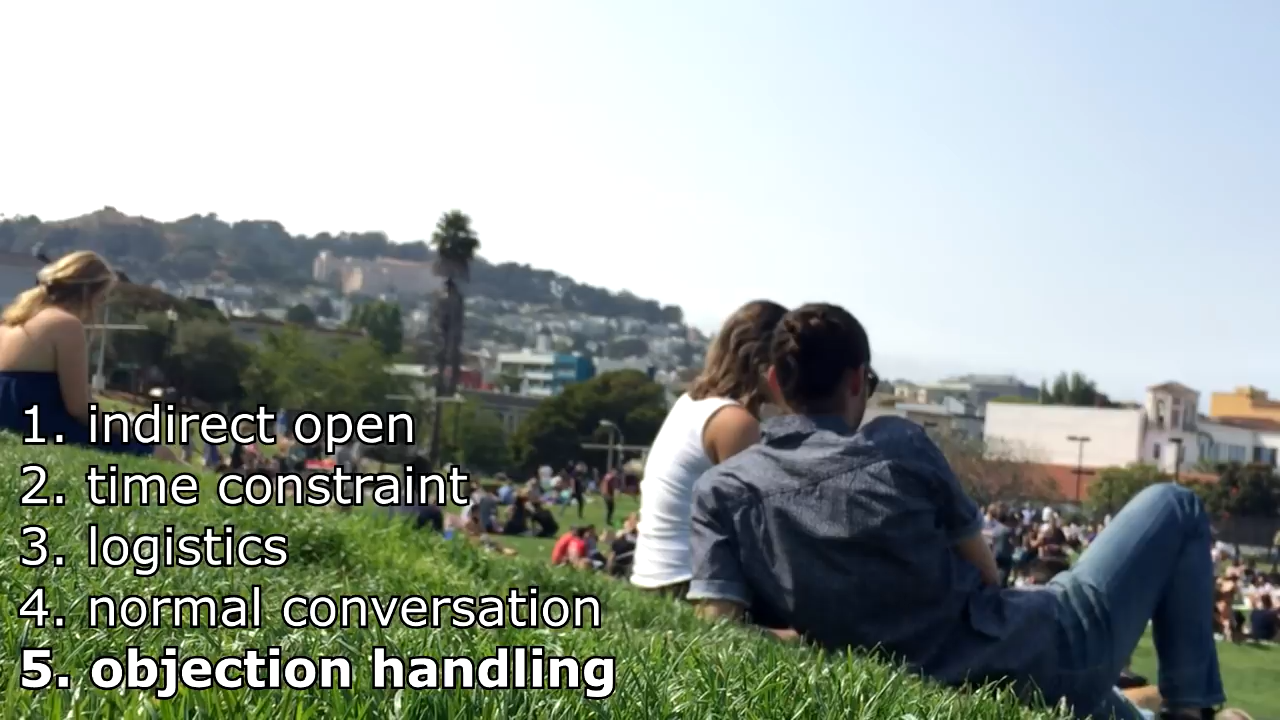 1. indirect open
2. time constraint
3. logistics
4. normal conversation
5. objection handling